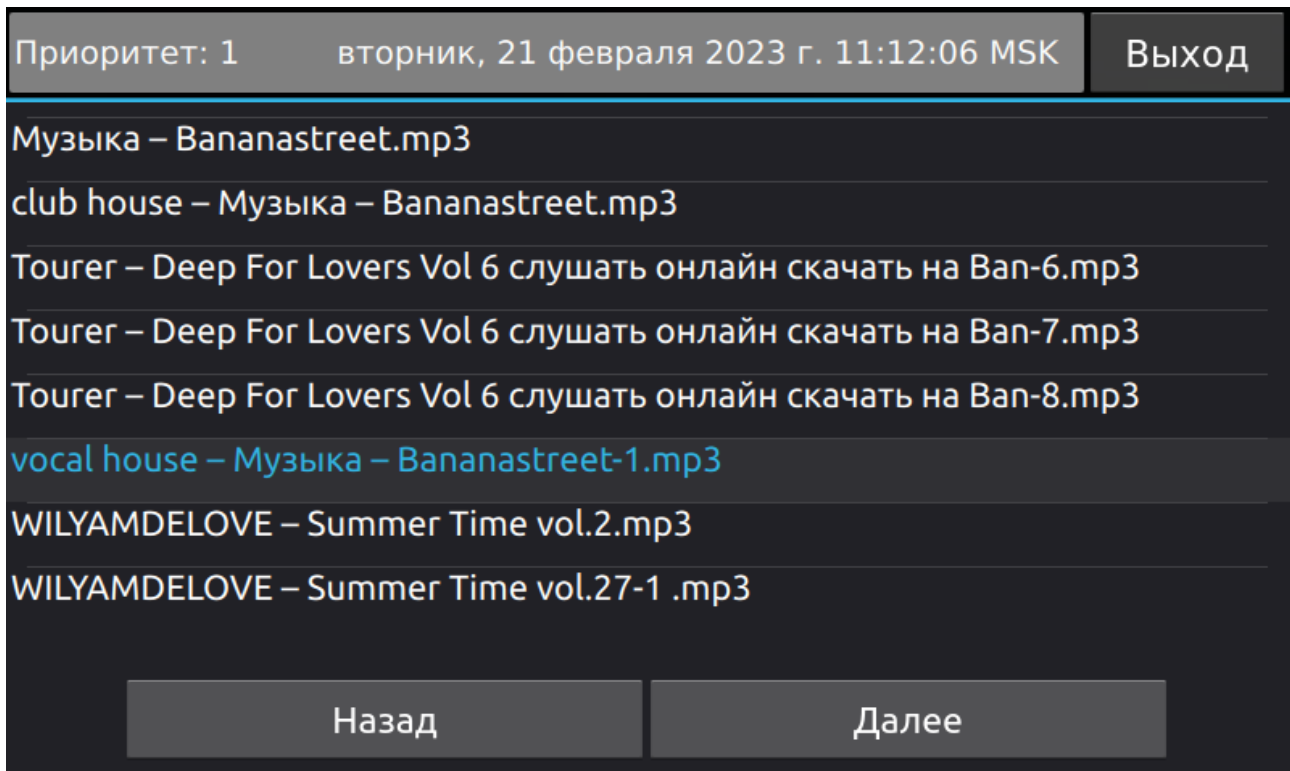 Приоритет: 1 вторник, 21 февраля 2023 г. 11:12:06 MSK Выход
Музыка – Bananastreet.mp3
club house – Музыка – Bananastreet.mp3
Tourer – Deep For Lovers Vol 6 слушать онлайн скачать на Ban-6.mp3
Tourer – Deep For Lovers Vol 6 слушать онлайн скачать на Ban-7.mp3
Tourer – Deep For Lovers Vol 6 слушать онлайн скачать на Ban-8.mp3
vocal house – Музыка – Bananastreet-1.mp3
WILYAMDELOVE – Summer Time vol.2.mp3
WILYAMDELOVE – Summer Time vol.27-1 .mp3
Назад Далее